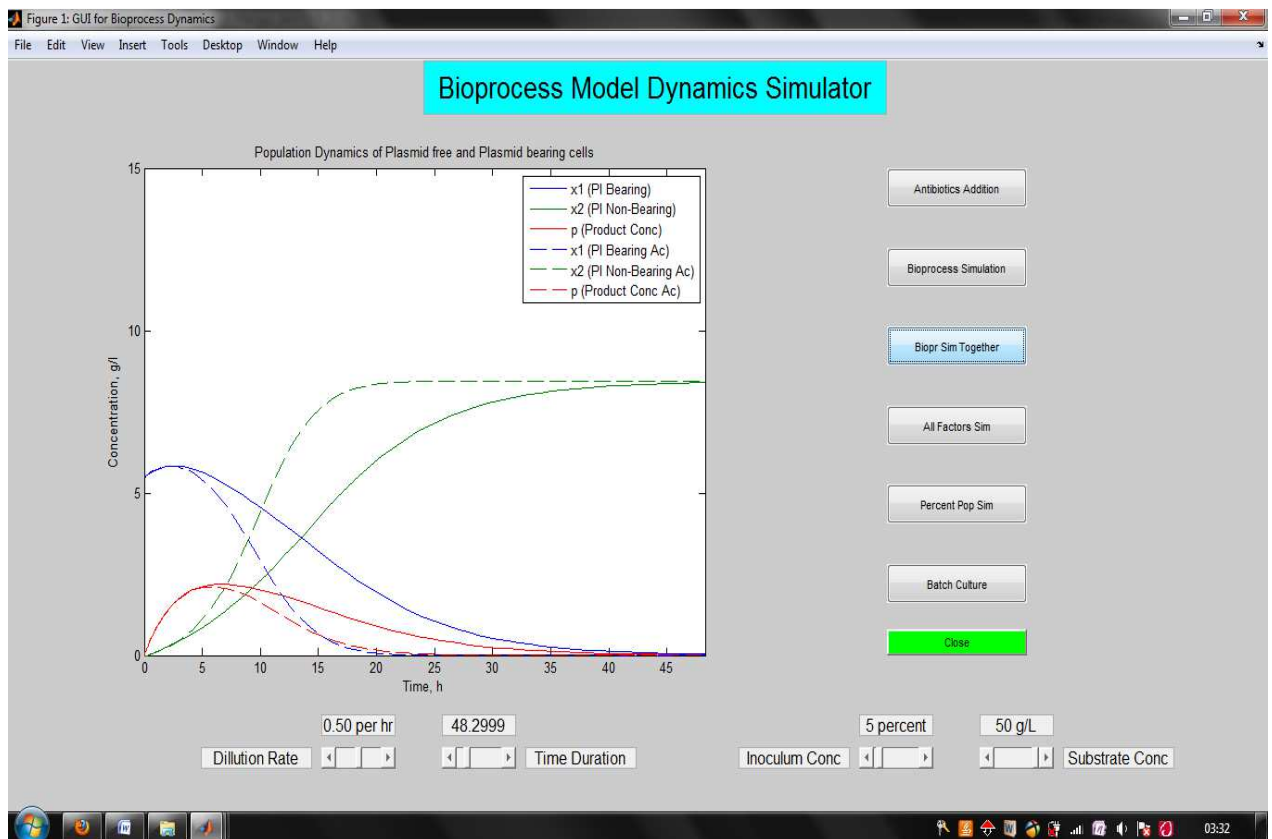 Figure 1: GUI for Bioprocess Dynamics
File Edit View Insert Tools Desktop Window Help
Bioprocess Model Dynamics Simulator
Population Dynamics of Plasmid free and Plasmid bearing cells
15
10
5
0
Concentration, g/l
x1 (Pl Bearing)
x2 (Pl Non-Bearing)
p (Product Conc)
x1 (Pl Bearing Ac)
x2 (Pl Non-Bearing Ac)
p (Product Conc Ac)
0 5 10 15 20 25 30 35 40 45
Time, h
Antibiotics Addition
Bioprocess Simulation
Biopr Sim Together
All Factors Sim
Percent Pop Sim
Batch Culture
Close
0.50 per hr 48.2999 5 percent 50 g/L
Dillution Rate Time Duration Inoculum Conc Substrate Conc
03:32